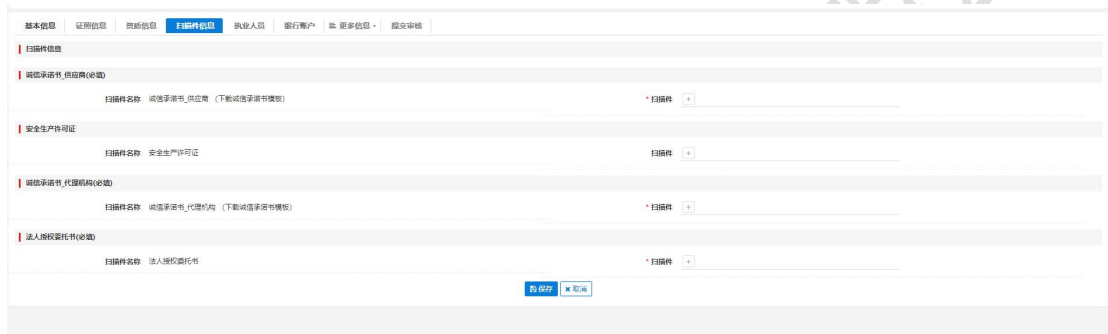 基本信息 证照信息 资质信息 扫描件信息 执业人员 银行账户 更多信息 提交审核
扫描件信息
诚信承诺书_供应商(必填)
扫描件名称 诚信承诺书_供应商 (下载诚信承诺书模板) * 扫描件 +
安全生产许可证
扫描件名称 安全生产许可证 扫描件 +
诚信承诺书_代理机构(必填)
扫描件名称 诚信承诺书_代理机构 (下载诚信承诺书模板) * 扫描件 +
法人授权委托书(必填)
扫描件名称 法人授权委托书 * 扫描件 +
保存 取消